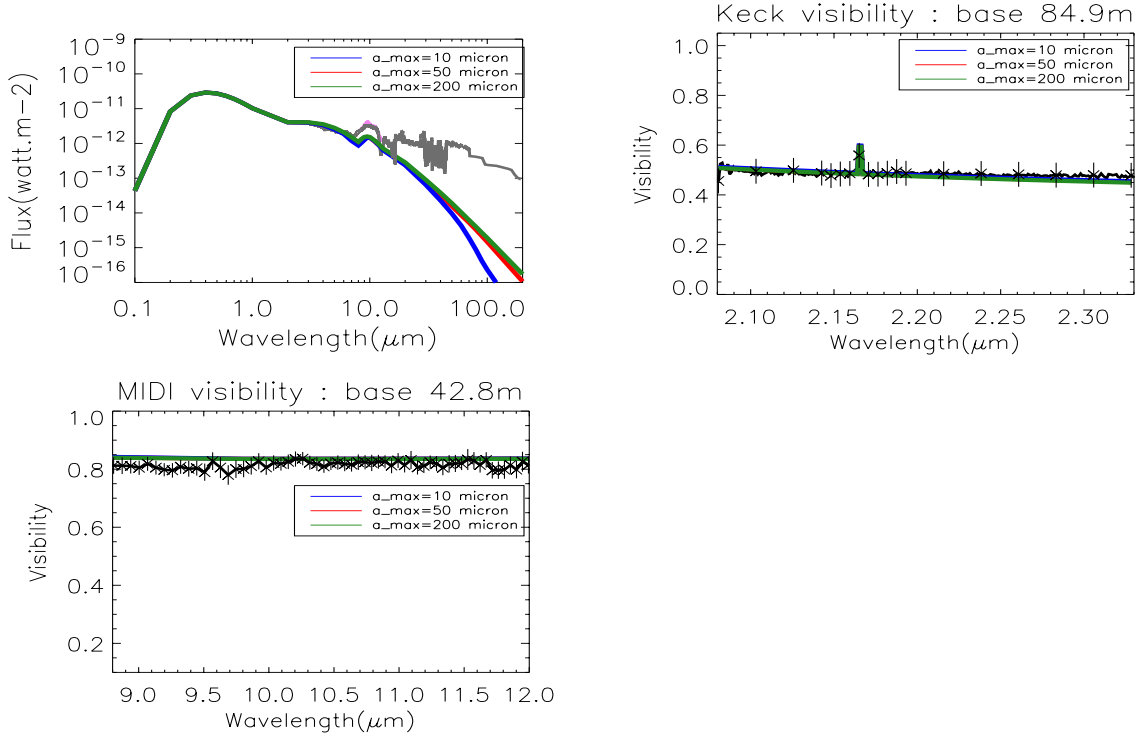 10−9
10−10
10−11
10−12
10−13
10−14
10−15
10−16
Flux(watt.m−2)
a_max=10 micron
a_max=50 micron
a_max=200 micron
0.1 1.0 10.0 100.0
Wavelength(μm)
Keck visibility : base 84.9m
1.0
0.8
0.6
0.4
0.2
0.0
Visibility
a_max=10 micron
a_max=50 micron
a_max=200 micron
2.10 2.15 2.20 2.25 2.30
Wavelength(μm)
MIDI visibility : base 42.8m
1.0
0.8
0.6
0.4
0.2
Visibility
a_max=10 micron
a_max=50 micron
a_max=200 micron
9.0 9.5 10.0 10.5 11.0 11.5 12.0
Wavelength(μm)